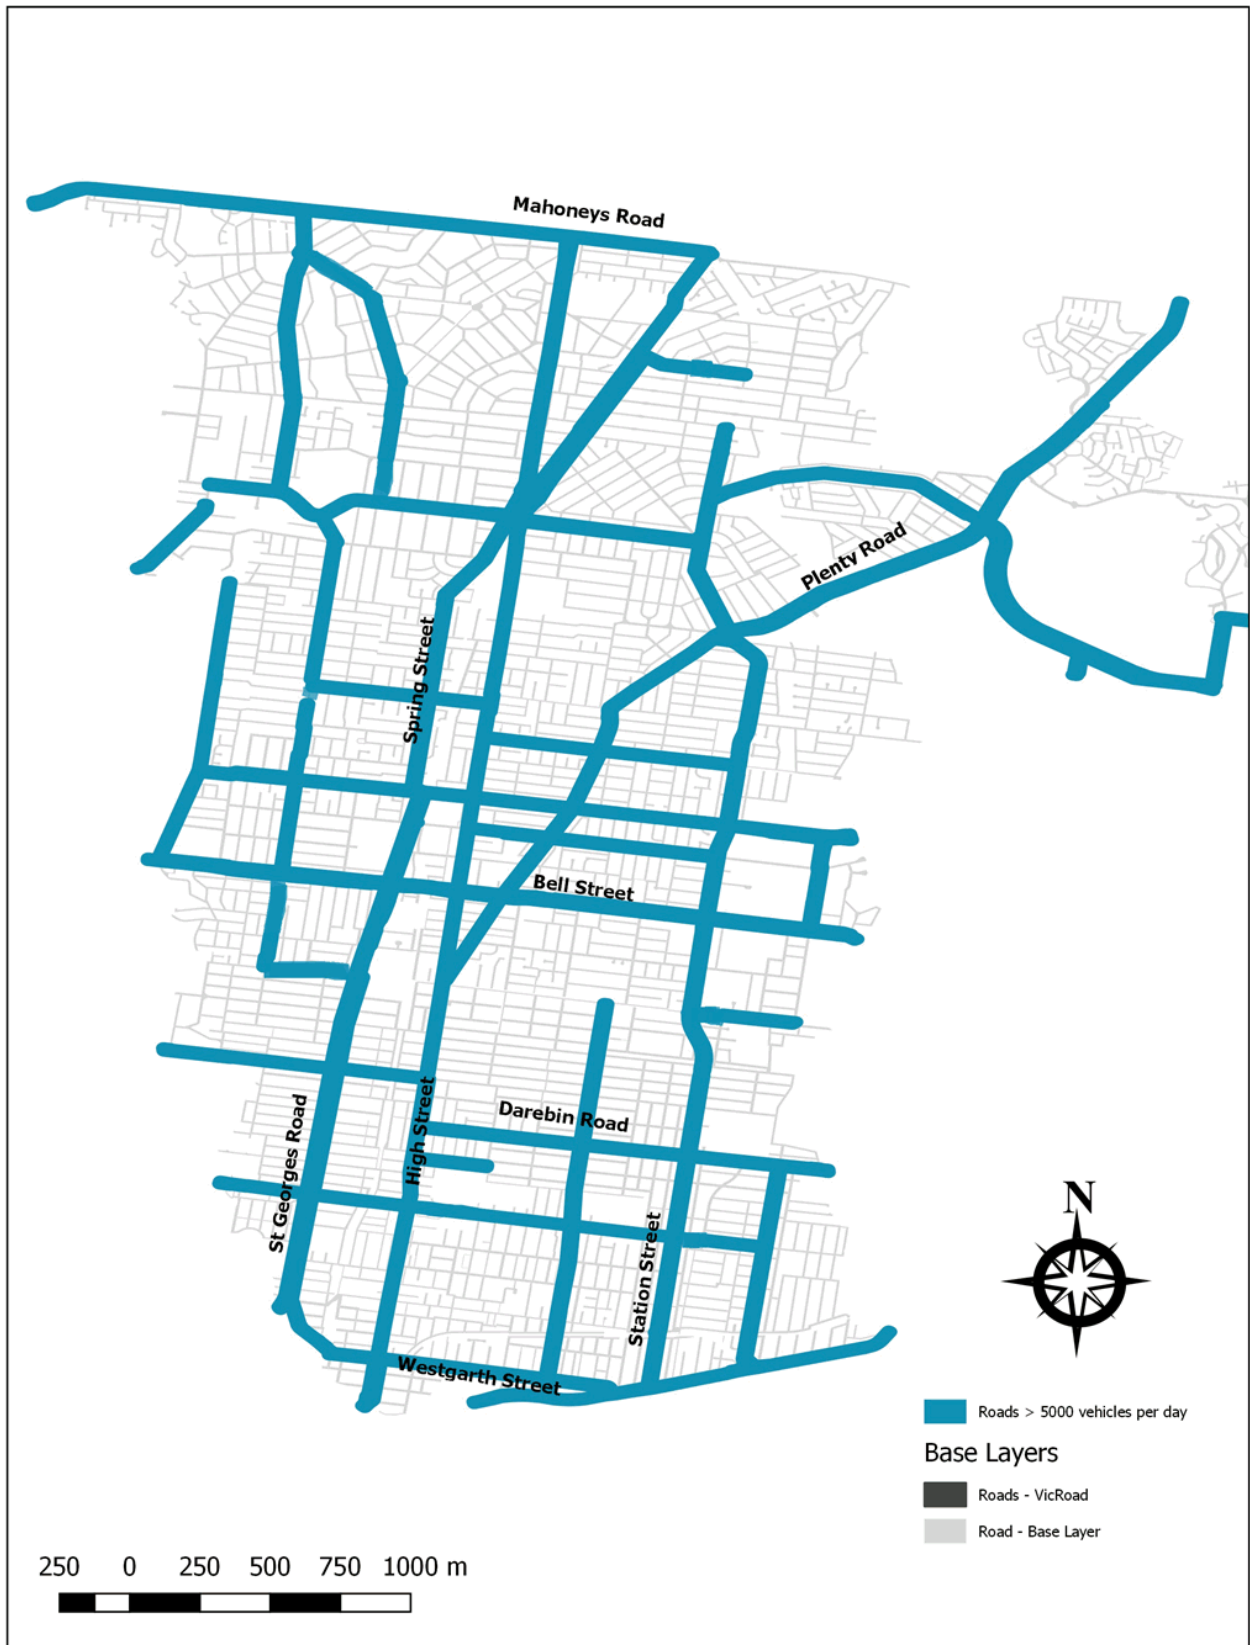 Mahoneys Road
Plenty Road
Spring Street
Bell Street
Darebin Road
High Street
St Georges Road
Station Street
Westgarth Street
N
Roads > 5000 vehicles per day
Base Layers
Roads - VicRoad
Road - Base Layer
250 0 250 500 750 1000 m